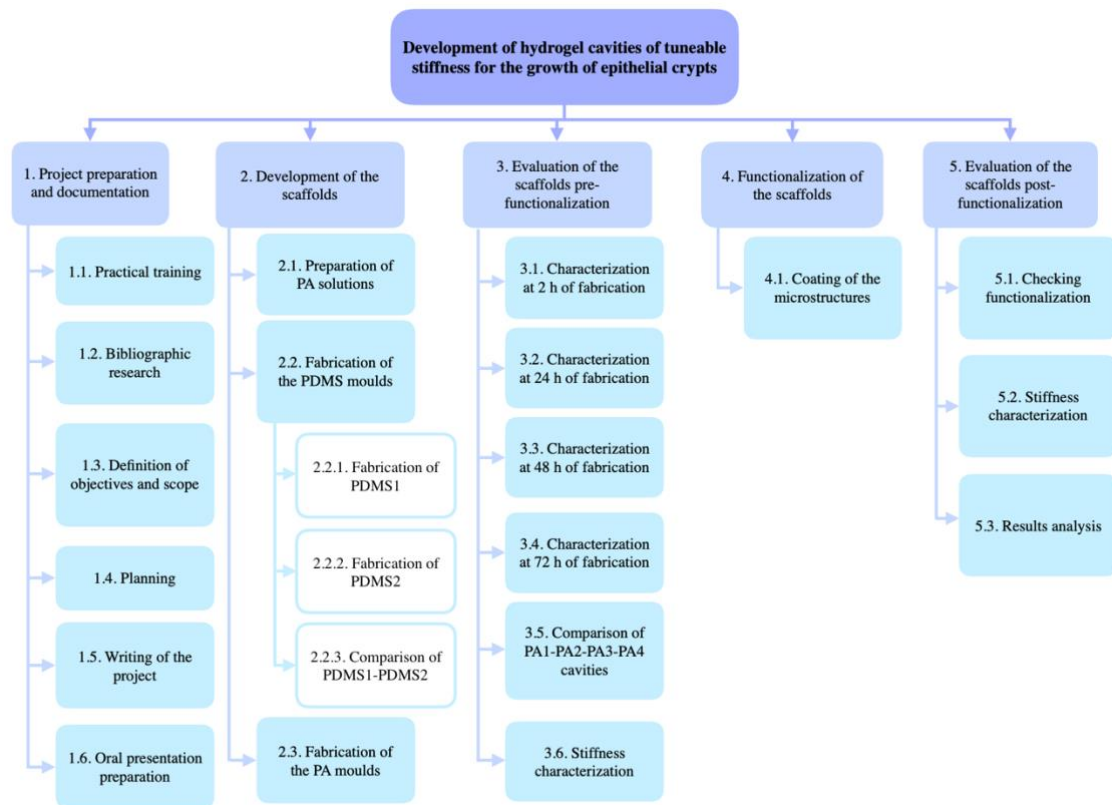 Development of hydrogel cavities of tuneable
stiffness for the growth of epithelial crypts
1. Project preparation
and documentation
1.1. Practical training
1.2. Bibliographic
research
1.3. Definition of
objectives and scope
1.4. Planning
1.5. Writing of the
project
1.6. Oral presentation
preparation
2. Development of the
scaffolds
2.1. Preparation of
PA solutions
2.2. Fabrication of
the PDMS moulds
2.2.1. Fabrication of
PDMS1
2.2.2. Fabrication of
PDMS2
2.2.3. Comparison of
PDMS1-PDMS2
2.3. Fabrication of
the PA moulds
3. Evaluation of the
scaffolds pre-
functionalization
3.1. Characterization
at 2 h of fabrication
3.2. Characterization
at 24 h of fabrication
3.3. Characterization
at 48 h of fabrication
3.4. Characterization
at 72 h of fabrication
3.5. Comparison of
PA1-PA2-PA3-PA4
cavities
3.6. Stiffness
characterization
4. Functionalization
of the scaffolds
4.1. Coating of the
microstructures
5. Evaluation of
the scaffolds post-
functionalization
5.1. Checking
functionalization
5.2. Stiffness
characterization
5.3. Results analysis